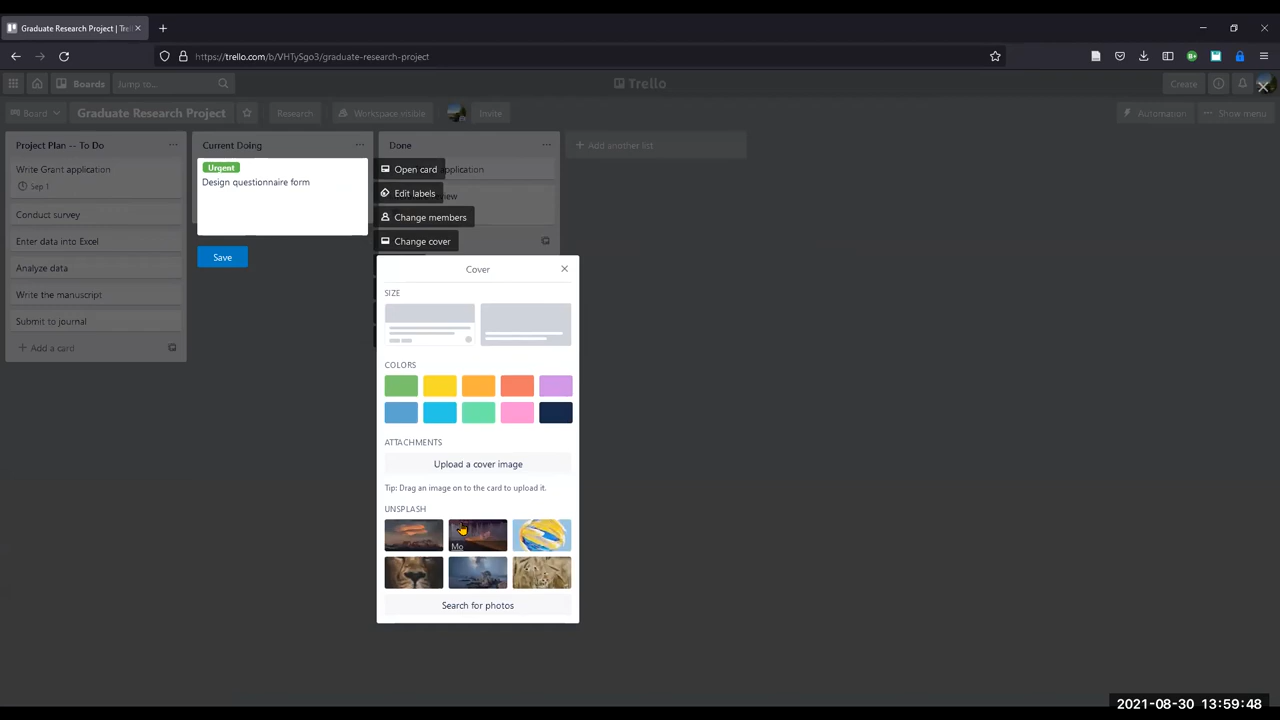 Graduate Research Project | Trel
https://trello.com/b/VHTySgo3/graduate-research-project
Boards
Jump to...
Trello
Create
Board
Graduate Research Project
Research
Workspace visible
Invite
Automation
Show menu
Project Plan -- To Do
Write Grant application
Sep 1
Conduct survey
Enter data into Excel
Analyze data
Write the manuscript
Submit to journal
Add a card
Current Doing
Urgent
Design questionnaire form
Save
Done
Open card
application
Edit labels
Change members
Change cover
Add another list
Cover
SIZE
COLORS
ATTACHMENTS
Upload a cover image
Tip: Drag an image on to the card to upload it.
UNSPLASH
Mo
Search for photos
2021-08-30 13:59:48